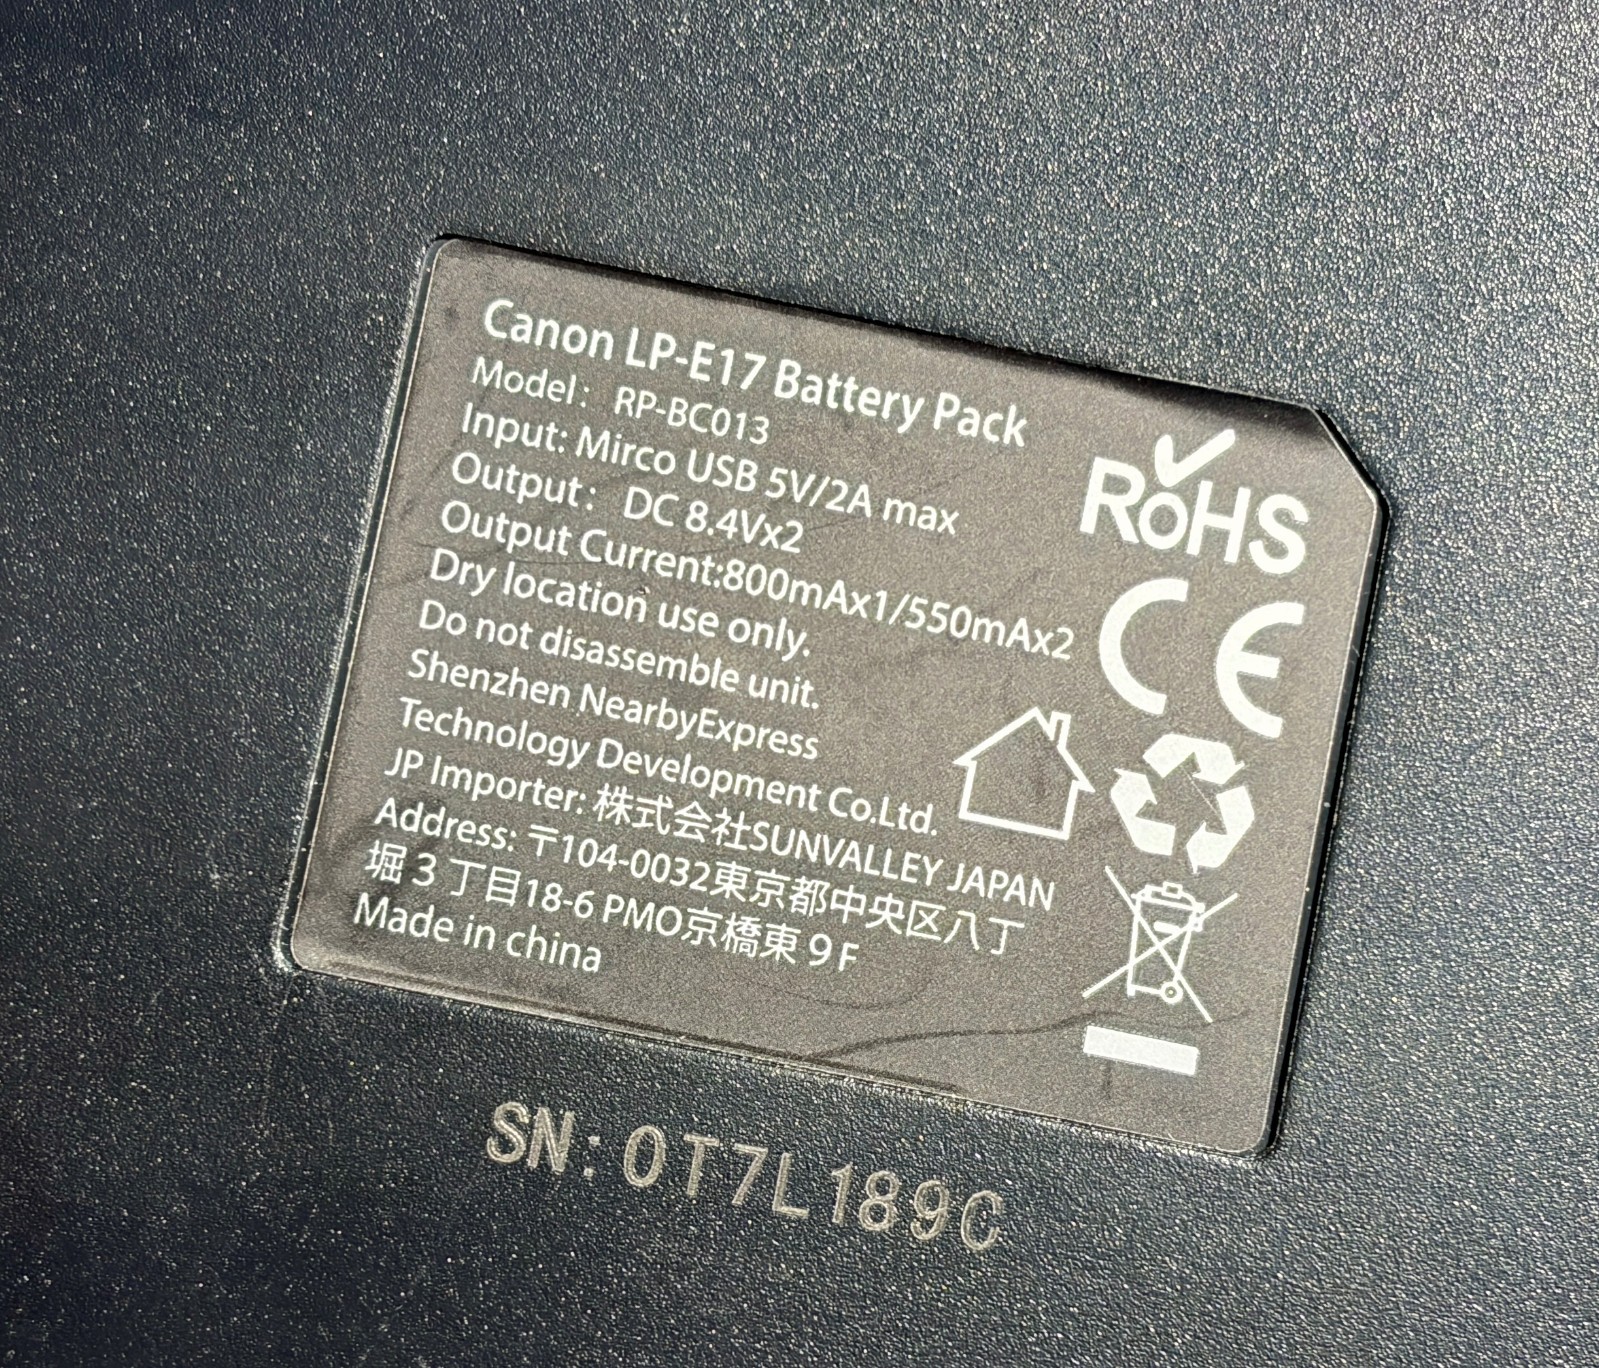 Canon LP-E17 Battery Pack
Model: RP-BC013
Input: Mirco USB 5V/2A max
Output: DC 8.4Vx2
Output Current:800mAx1/550mAx2
Dry location use only.
Do not disassemble unit.
Shenzhen NearbyExpress
Technology Development Co.Ltd.
JP Importer: 株式会社SUNVALLEY JAPAN
Address: 〒104-0032東京都中央区八丁
堀３丁目18-6 PMO京橋東９F
Made in china
RoHS
CE
SN: 0T7L189C